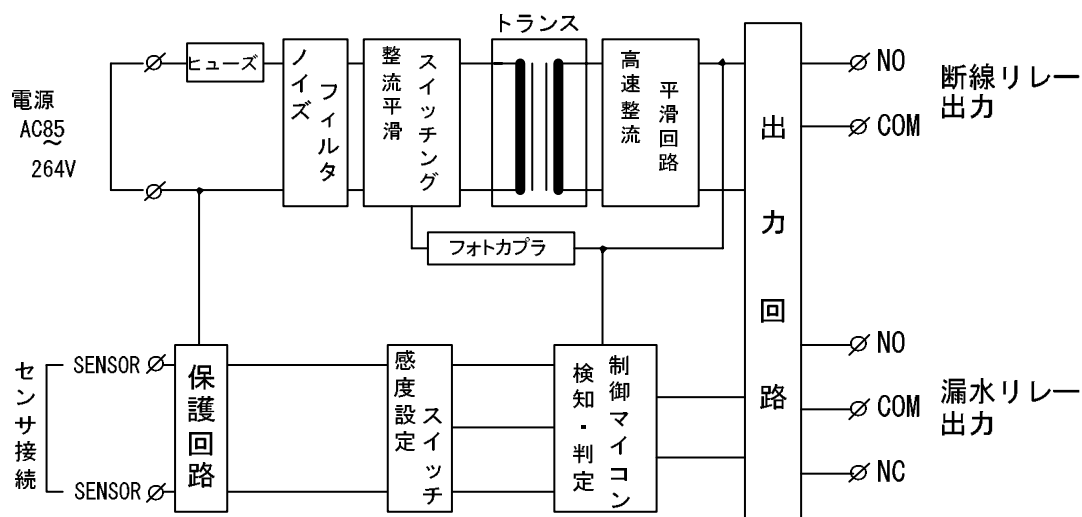 トランス
電源
AC85
~
264V
ヒューズ
ノイズ
フィルタ
整流平滑
スイッチング
高速整流
平滑回路
フォトカプラ
出力回路
NO
COM
断線リレー
出力
センサ接続
SENSOR
SENSOR
保護回路
感度設定
スイッチ
検知・判定
制御マイコン
NO
COM
NC
漏水リレー
出力